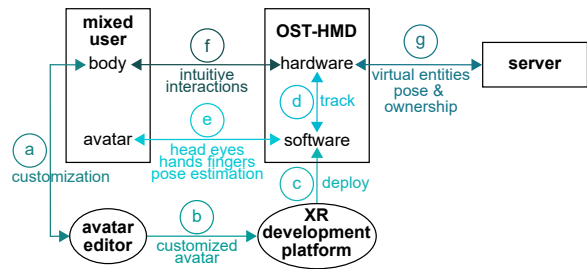 mixed
user
body
avatar
f
intuitive
interactions
e
head eyes
hands fingers
pose estimation
OST-HMD
hardware
d
track
software
g
virtual entities
pose &
ownership
server
a
customization
avatar
editor
b
customized
avatar
c
deploy
XR
development
platform